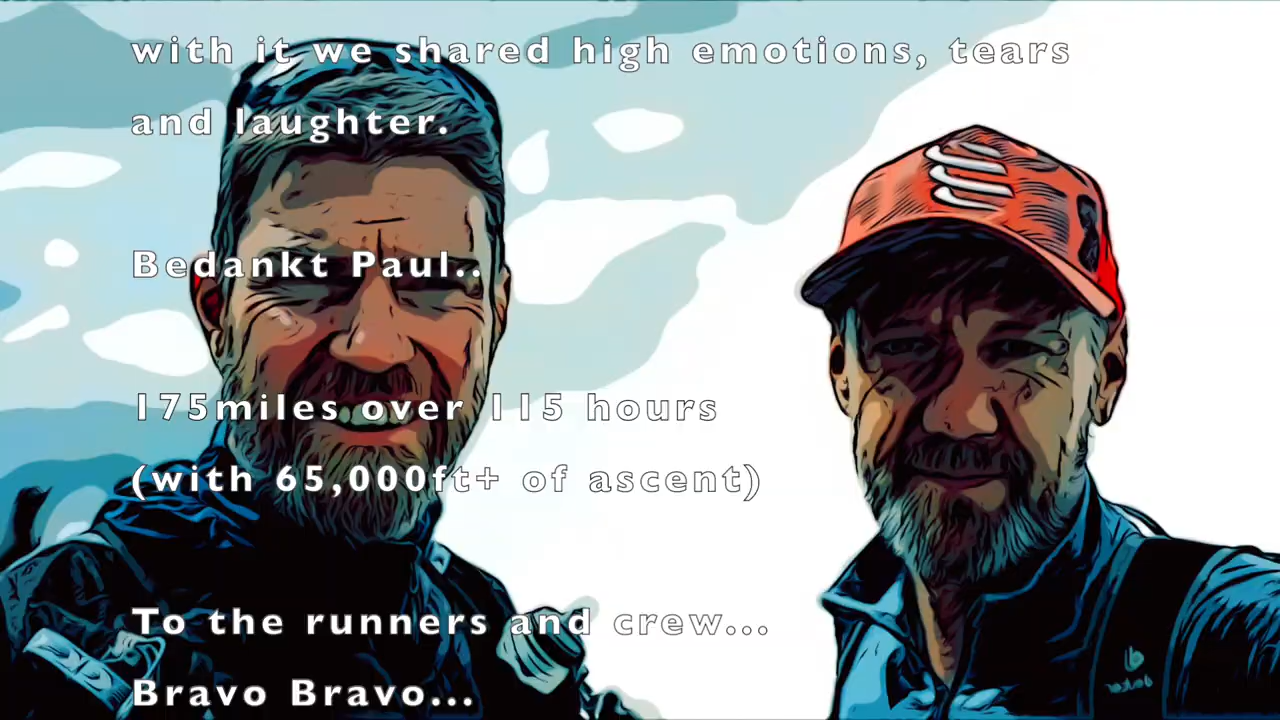 with it we shared high emotions, tears
and laughter.
Bedankt Paul..
175miles over 115 hours
(with 65,000ft+ of ascent)
To the runners and crew...
Bravo Bravo...